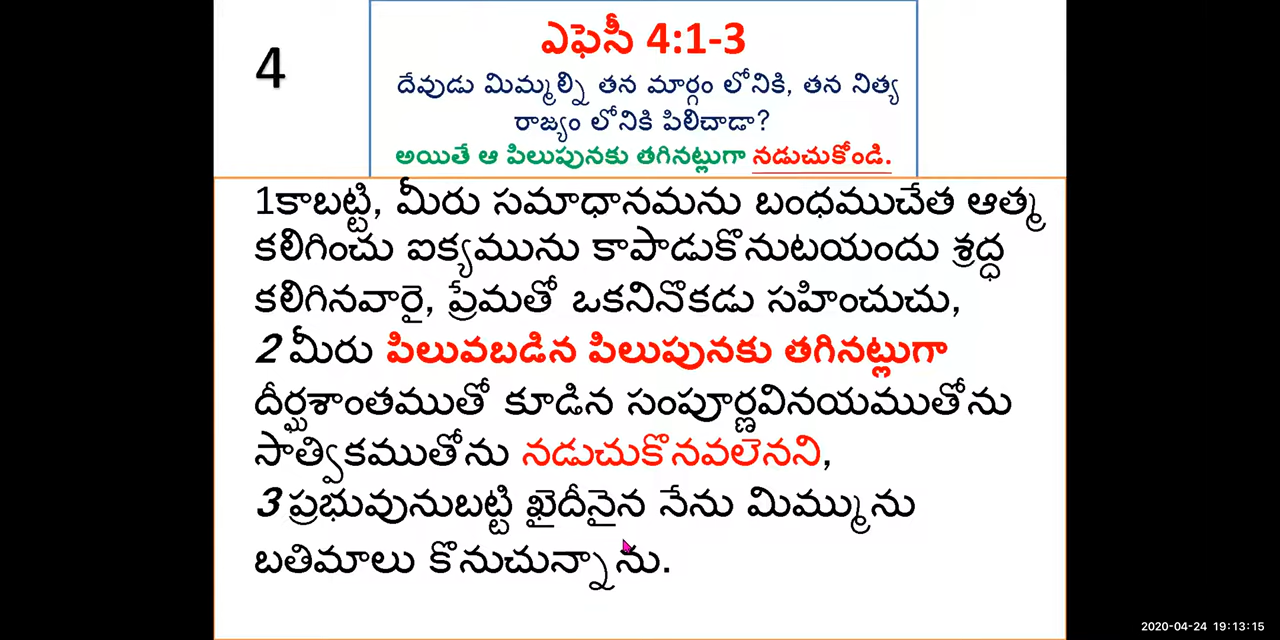 4
ఎఫెసీ 4:1-3
దేవుడు మిమ్మల్ని తన మార్గం లోనికి, తన నిత్య
రాజ్యం లోనికి పిలిచాడా?
అయితే ఆ పిలుపునకు తగినట్లుగా నడుచుకోండి.
1కాబట్టి, మీరు సమాధానమను బంధముచేత ఆత్మ
కలిగించు ఐక్యమును కాపాడుకొనుటయందు శ్రద్ధ
కలిగినవారై, ప్రేమతో ఒకనినొకడు సహించుచు,
2 మీరు పిలువబడిన పిలుపునకు తగినట్లుగా
దీర్ఘశాంతముతో కూడిన సంపూర్ణవినయముతోను
సాత్వికముతోను నడుచుకొనవలెనని,
3 ప్రభువునుబట్టి ఖైదీనైన నేను మిమ్మును
బతిమాలు కొనుచున్నాను.
2020-04-24 19:13:15